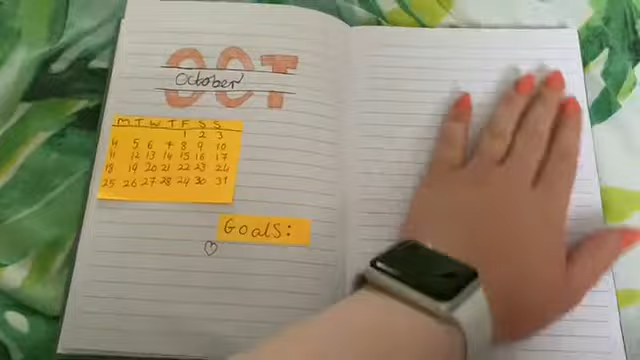 OCT
October
M T W T F S S
1 2 3
4 5 6 7 8 9 10
11 12 13 14 15 16 17
18 19 20 21 22 23 24
25 26 27 28 29 30 31
Goals: